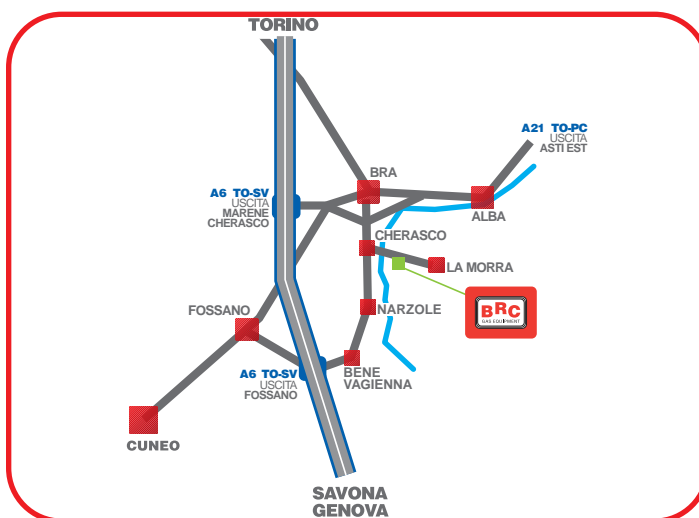 TORINO
A21 TO-PC
USCITA
ASTI EST
BRA
A6 TO-SV
USCITA
MARENE
CHERASCO
ALBA
CHERASCO
LA MORRA
FOSSANO
NARZOLE
BRC
GAS EQUIPMENT
A6 TO-SV
USCITA
FOSSANO
BENE
VAGIENNA
CUNEO
SAVONA
GENOVA